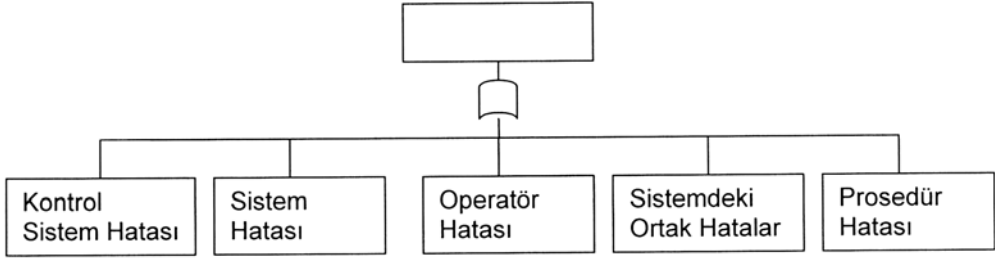 Kontrol
Sistem Hatası
Sistem
Hatası
Operatör
Hatası
Sistemdeki
Ortak Hatalar
Prosedür
Hatası